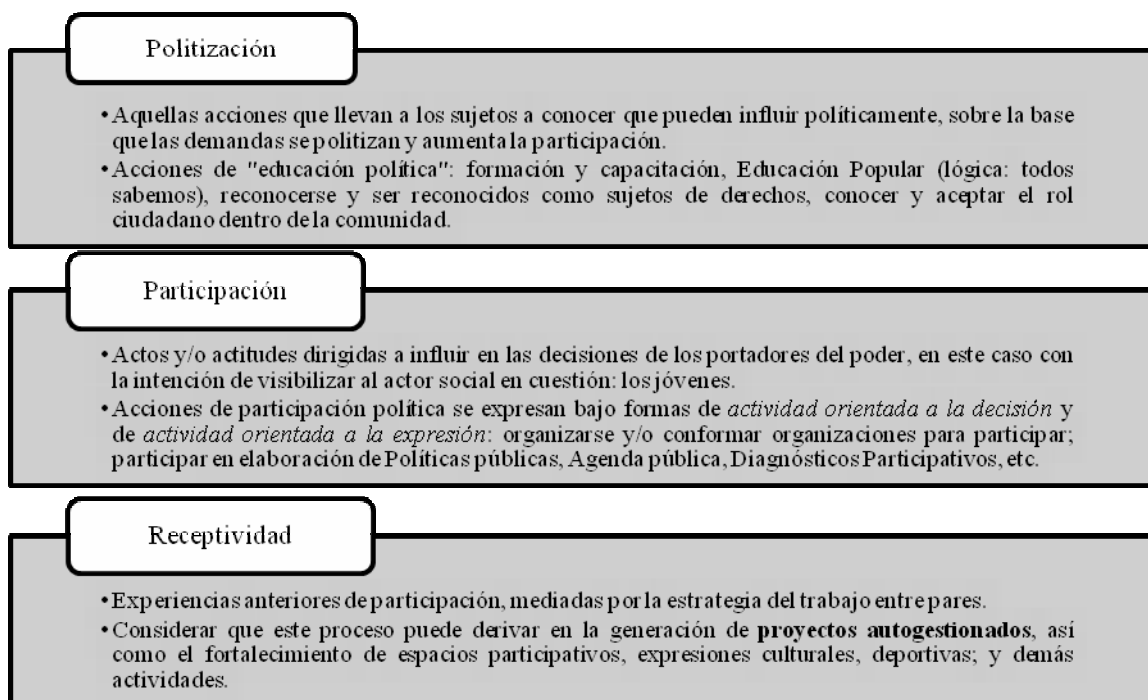 Politización
• Aquellas acciones que llevan a los sujetos a conocer que pueden influir políticamente, sobre la base
que las demandas se politizan y aumenta la participación.
• Acciones de "educación política": formación y capacitación, Educación Popular (lógica: todos
sabemos), reconocerse y ser reconocidos como sujetos de derechos, conocer y aceptar el rol
ciudadano dentro de la comunidad.
Participación
• Actos y/o actitudes dirigidas a influir en las decisiones de los portadores del poder, en este caso con
la intención de visibilizar al actor social en cuestión: los jóvenes.
• Acciones de participación política se expresan bajo formas de actividad orientada a la decisión y
de actividad orientada a la expresión: organizarse y/o conformar organizaciones para participar;
participar en elaboración de Políticas públicas, Agenda pública, Diagnósticos Participativos, etc.
Receptividad
• Experiencias anteriores de participación, mediadas por la estrategia del trabajo entre pares.
• Considerar que este proceso puede derivar en la generación de proyectos autogestionados, así
como el fortalecimiento de espacios participativos, expresiones culturales, deportivas; y demás
actividades.